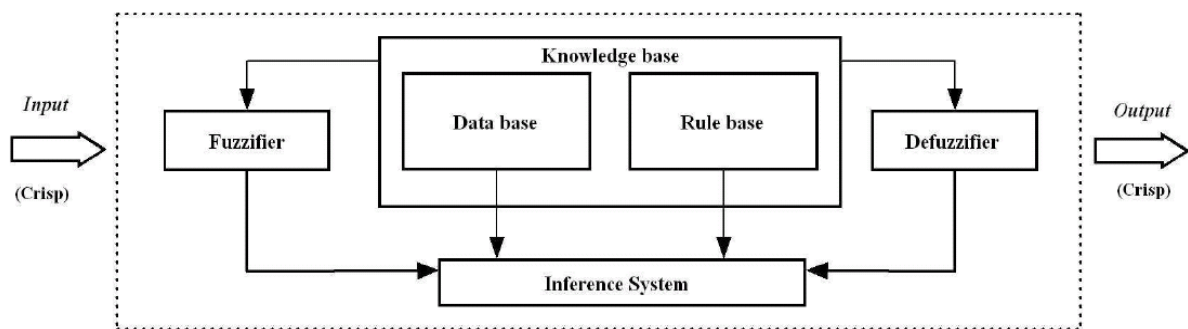 Knowledge base
Input
Data base
Rule base
Output
Fuzzifier
Defuzzifier
(Crisp)
(Crisp)
Inference System